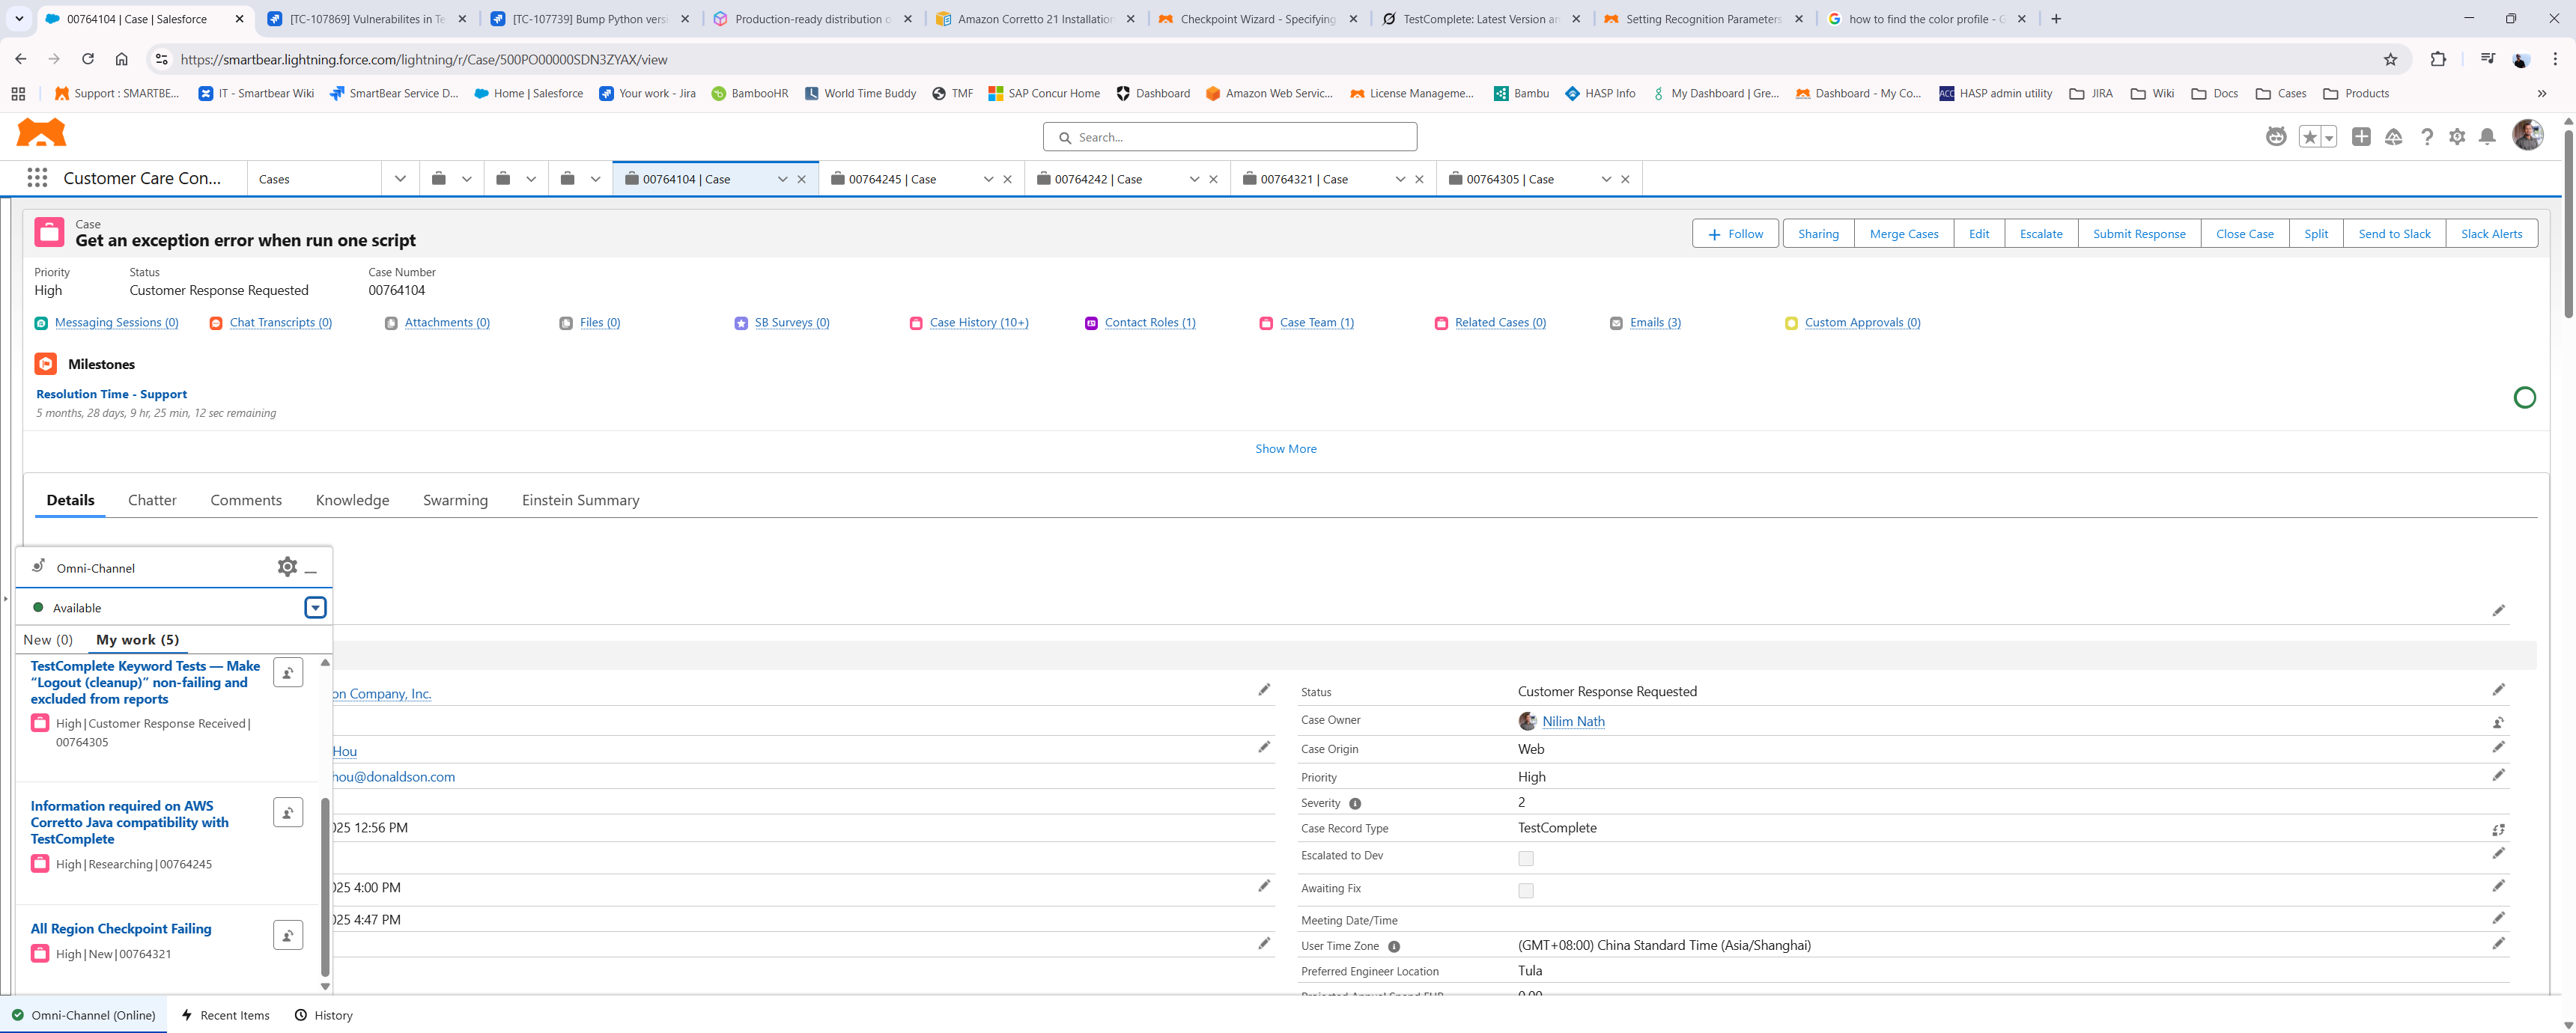 00764104 | Case | Salesforce
[TC-107869] Vulnerabilites in Te
[TC-107739] Bump Python versi
Production-ready distribution o
Amazon Corretto 21 Installation
Checkpoint Wizard - Specifying
TestComplete: Latest Version an
Setting Recognition Parameters
how to find the color profile - G
https://smartbear.lightning.force.com/lightning/r/Case/500PO00000SDN3ZYAX/view
Support : SMARTBE...
IT - Smartbear Wiki
SmartBear Service D...
Home | Salesforce
Your work - Jira
BambooHR
World Time Buddy
TMF
SAP Concur Home
Dashboard
Amazon Web Servic...
License Manageme...
Bambu
HASP Info
My Dashboard | Gre...
Dashboard - My Co...
ACC
HASP admin utility
JIRA
Wiki
Docs
Cases
Products
Search...
Customer Care Con...
Cases
00764104 | Case
00764245 | Case
00764242 | Case
00764321 | Case
00764305 | Case
Case
Get an exception error when run one script
Follow
Sharing
Merge Cases
Edit
Escalate
Submit Response
Close Case
Split
Send to Slack
Slack Alerts
Priority
High
Status
Customer Response Requested
Case Number
00764104
Messaging Sessions (0)
Chat Transcripts (0)
Attachments (0)
Files (0)
SB Surveys (0)
Case History (10+)
Contact Roles (1)
Case Team (1)
Related Cases (0)
Emails (3)
Custom Approvals (0)
Milestones
Resolution Time - Support
5 months, 28 days, 9 hr, 25 min, 12 sec remaining
Show More
Details
Chatter
Comments
Knowledge
Swarming
Einstein Summary
Omni-Channel
Available
New (0)
My work (5)
TestComplete Keyword Tests — Make
“Logout (cleanup)” non-failing and
excluded from reports
High|Customer Response Received|
00764305
Information required on AWS
Corretto Java compatibility with
TestComplete
High|Researching|00764245
All Region Checkpoint Failing
High|New|00764321
on Company, Inc.
Hou
hou@donaldson.com
025 12:56 PM
025 4:00 PM
025 4:47 PM
Status
Customer Response Requested
Case Owner
Nilim Nath
Case Origin
Web
Priority
High
Severity
2
Case Record Type
TestComplete
Escalated to Dev
Awaiting Fix
Meeting Date/Time
User Time Zone
(GMT+08:00) China Standard Time (Asia/Shanghai)
Preferred Engineer Location
Tula
Omni-Channel (Online)
Recent Items
History